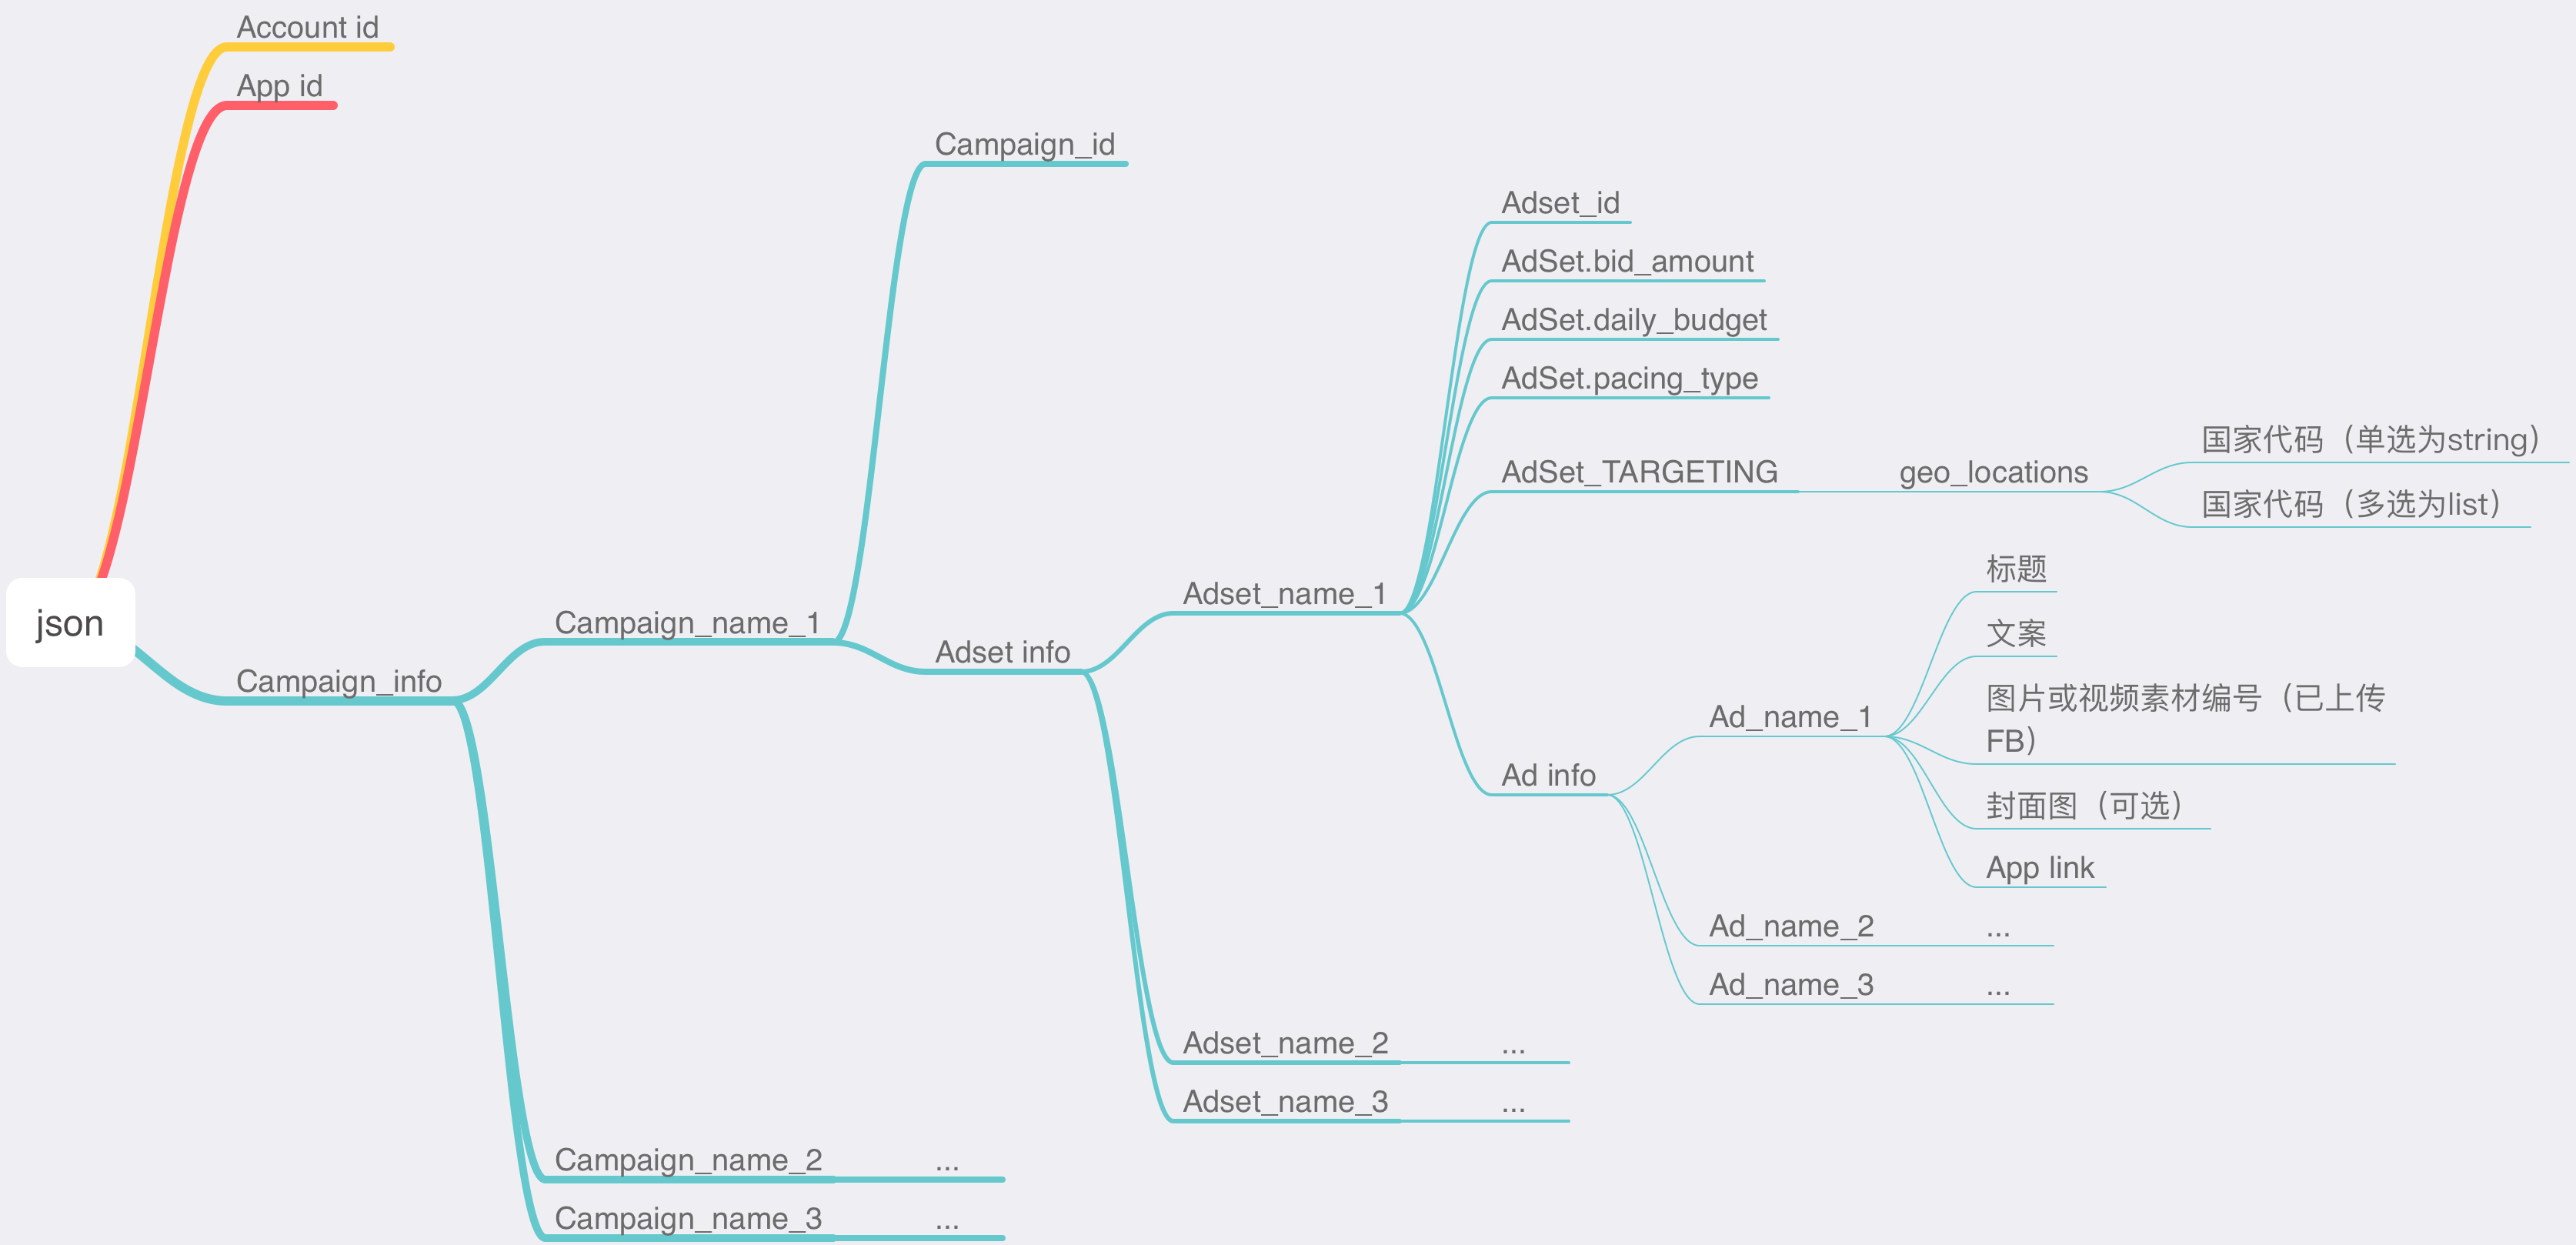 Account id
App id
Campaign_id
Adset_id
AdSet.bid_amount
AdSet.daily_budget
AdSet.pacing_type
国家代码（单选为string）
AdSet_TARGETING
geo_locations
国家代码（多选为list）
标题
Adset_name_1
json
Campaign_name_1
文案
Adset info
Campaign_info
图片或视频素材编号（已上传
FB）
Ad_name_1
Ad info
封面图（可选）
App link
Ad_name_2
...
Ad_name_3
...
Adset_name_2
...
Adset_name_3
...
Campaign_name_2
...
Campaign_name_3
...